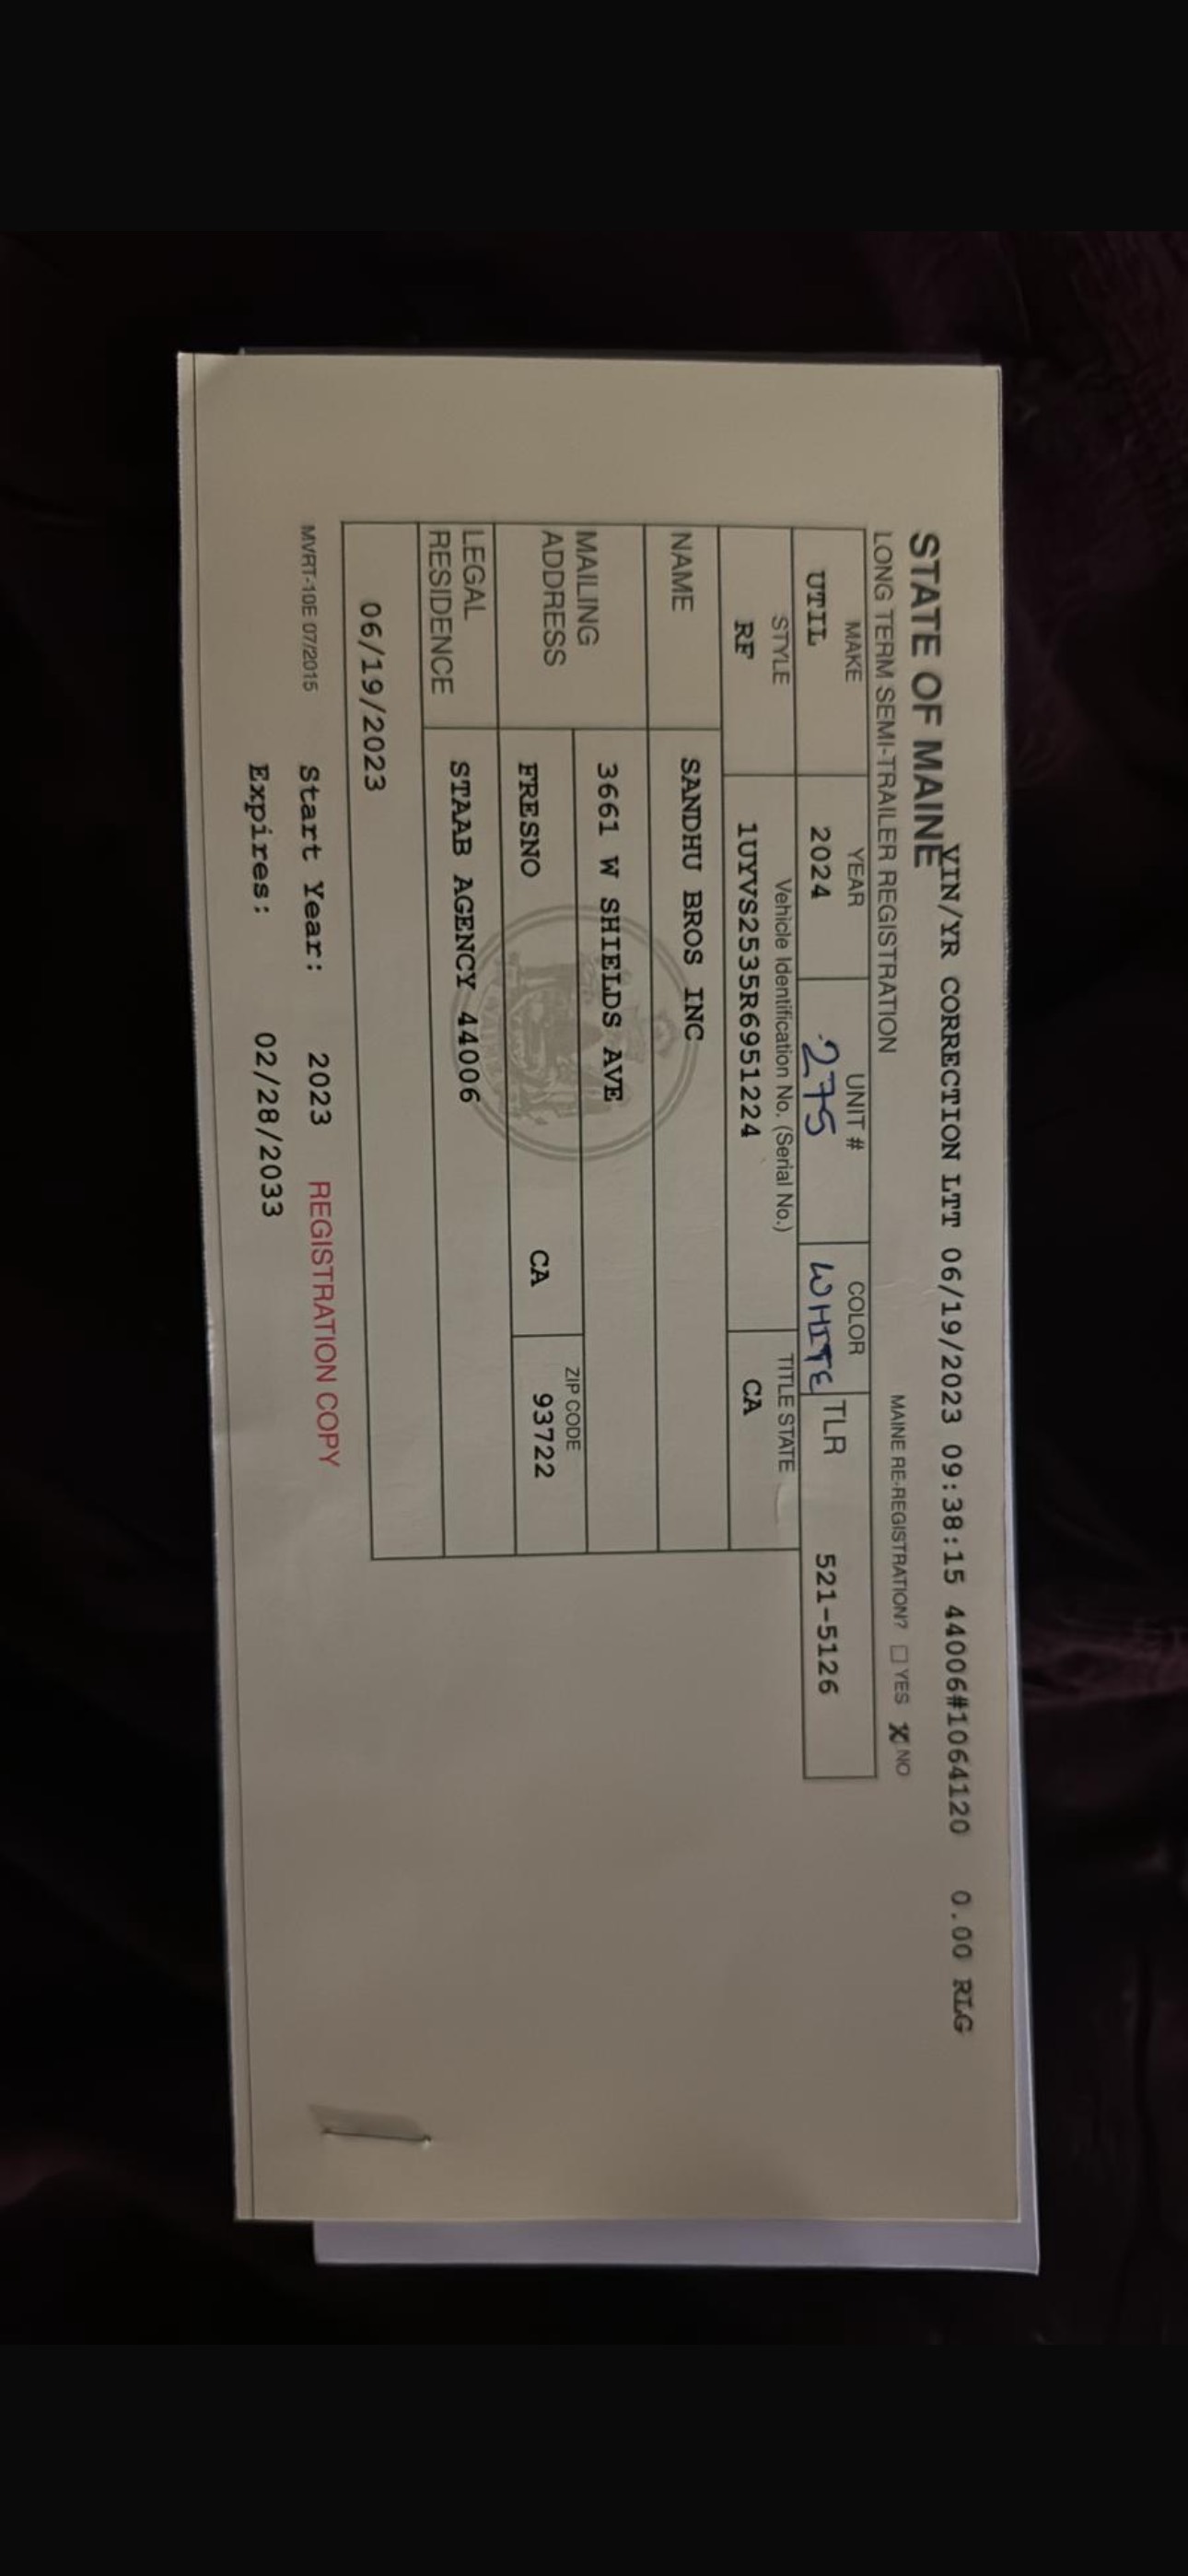 VIN/YR CORRECTION LTT 06/19/2023 09:38:15 44006#1064120 0.00 RLG
STATE OF MAINE
LONG TERM SEMI-TRAILER REGISTRATION MAINE RE-REGISTRATION? YES X NO
MAKE YEAR UNIT # COLOR
UTIL 2024 275 WHITE TLR 521-5126
STYLE Vehicle Identification No. (Serial No.) TITLE STATE
RF 1UYVS2535R6951224 CA
NAME SANDHU BROS INC
MAILING ADDRESS 3661 W SHIELDS AVE
ZIP CODE
FRESNO CA 93722
LEGAL RESIDENCE STAAB AGENCY 44006
06/19/2023
MVRT-10E 07/2015 Start Year: 2023 REGISTRATION COPY
Expires: 02/28/2033